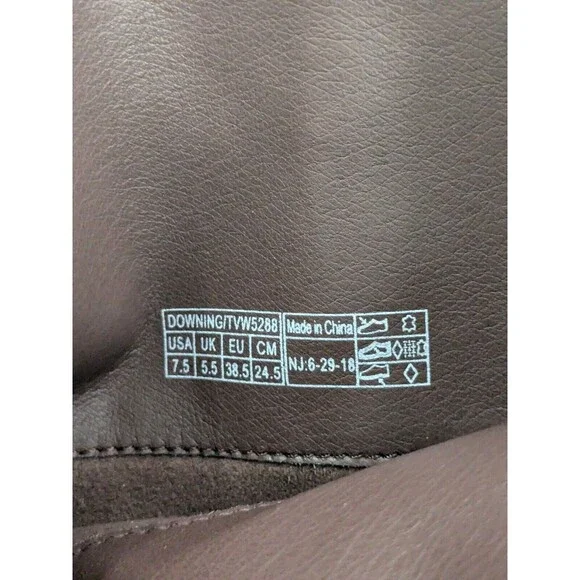 DOWNING/TVW5288
USA UK EU CM
7.5 5.5 38.5 24.5
Made in China
NJ:6-29-18